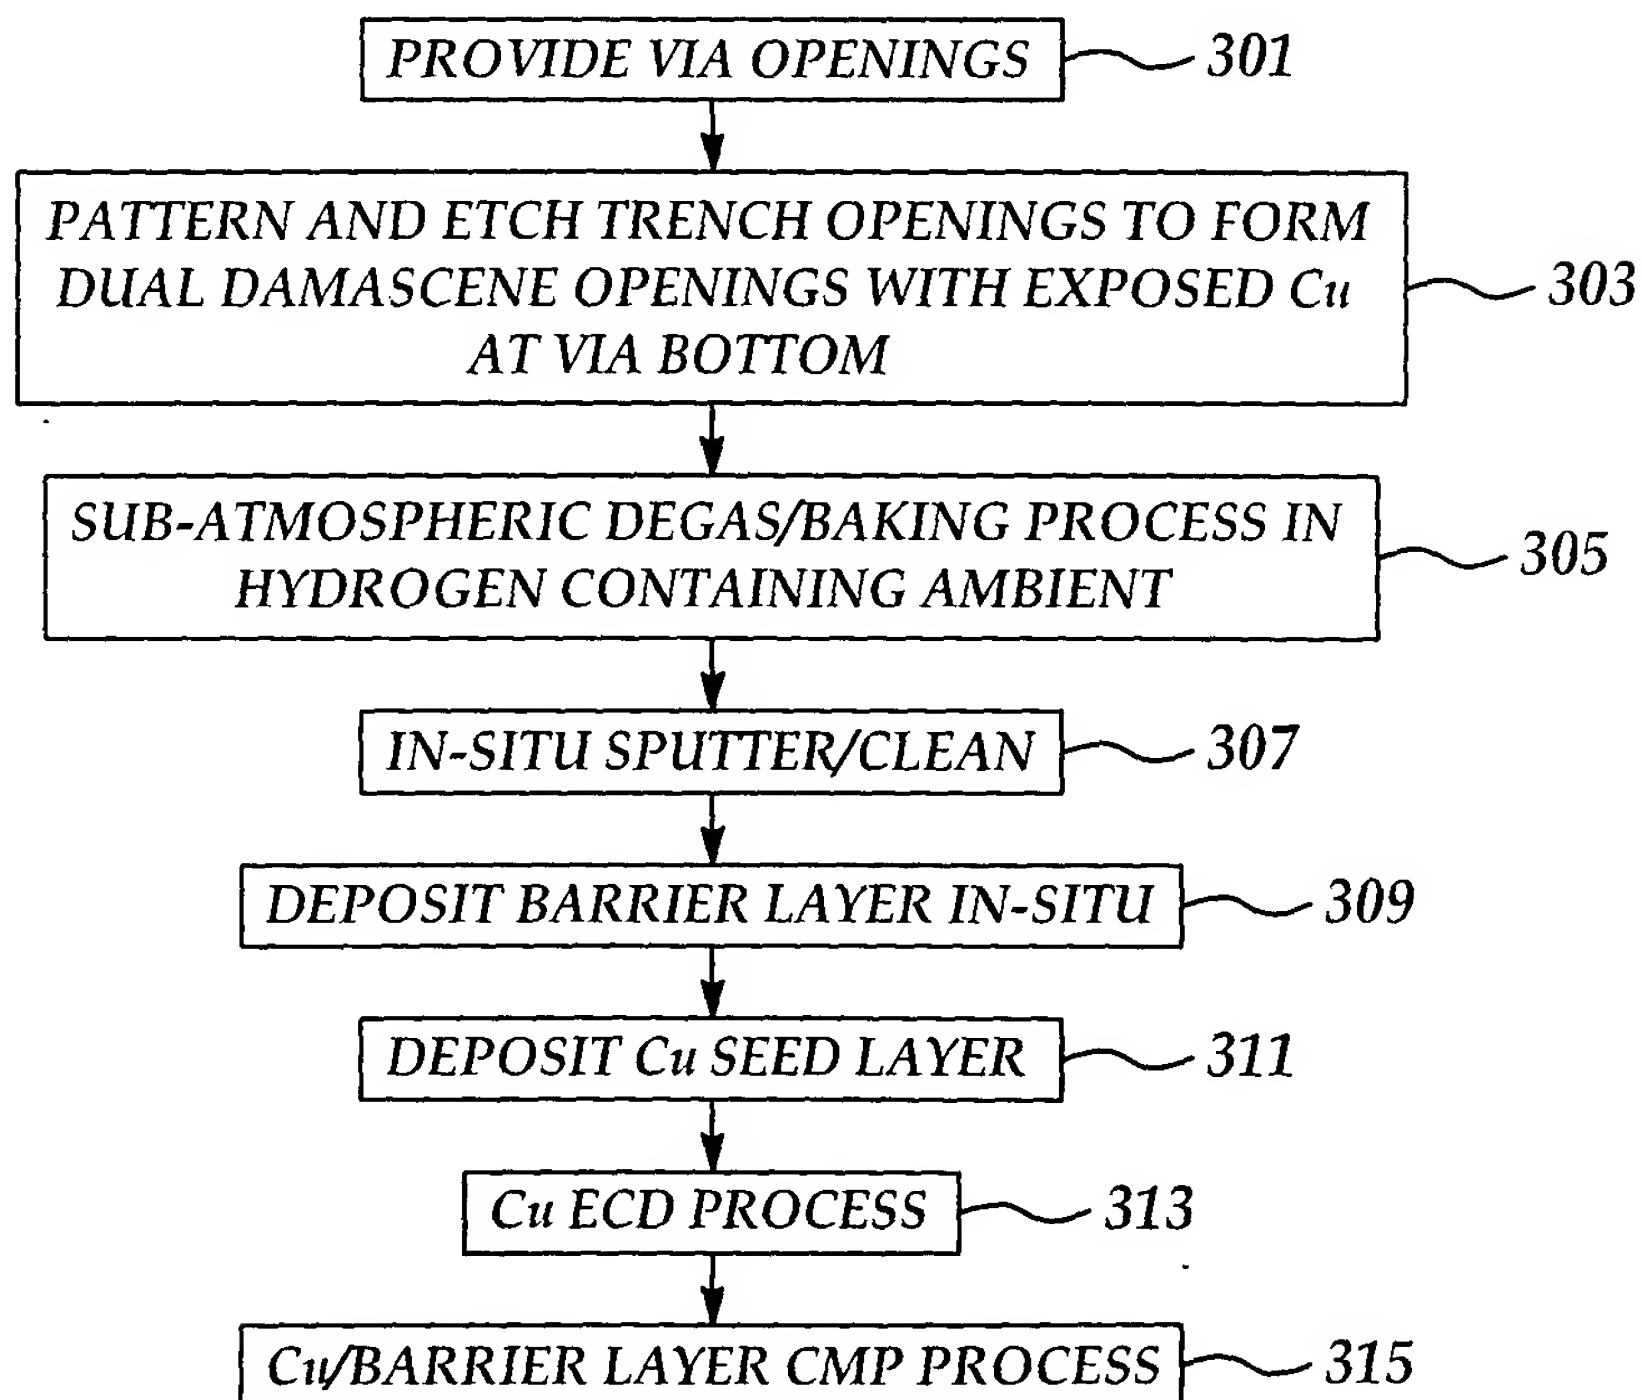 PROVIDE VIA OPENINGS 301
PATTERN AND ETCH TRENCH OPENINGS TO FORM
DUAL DAMASCENE OPENINGS WITH EXPOSED Cu 303
AT VIA BOTTOM
SUB-ATMOSPHERIC DEGAS/BAKING PROCESS IN
HYDROGEN CONTAINING AMBIENT
305
IN-SITU SPUTTER/CLEAN 307
DEPOSIT BARRIER LAYER IN-SITU 309
DEPOSIT Cu SEED LAYER 311
Cu ECD PROCESS 313
Cu/BARRIER LAYER CMP PROCESS 315